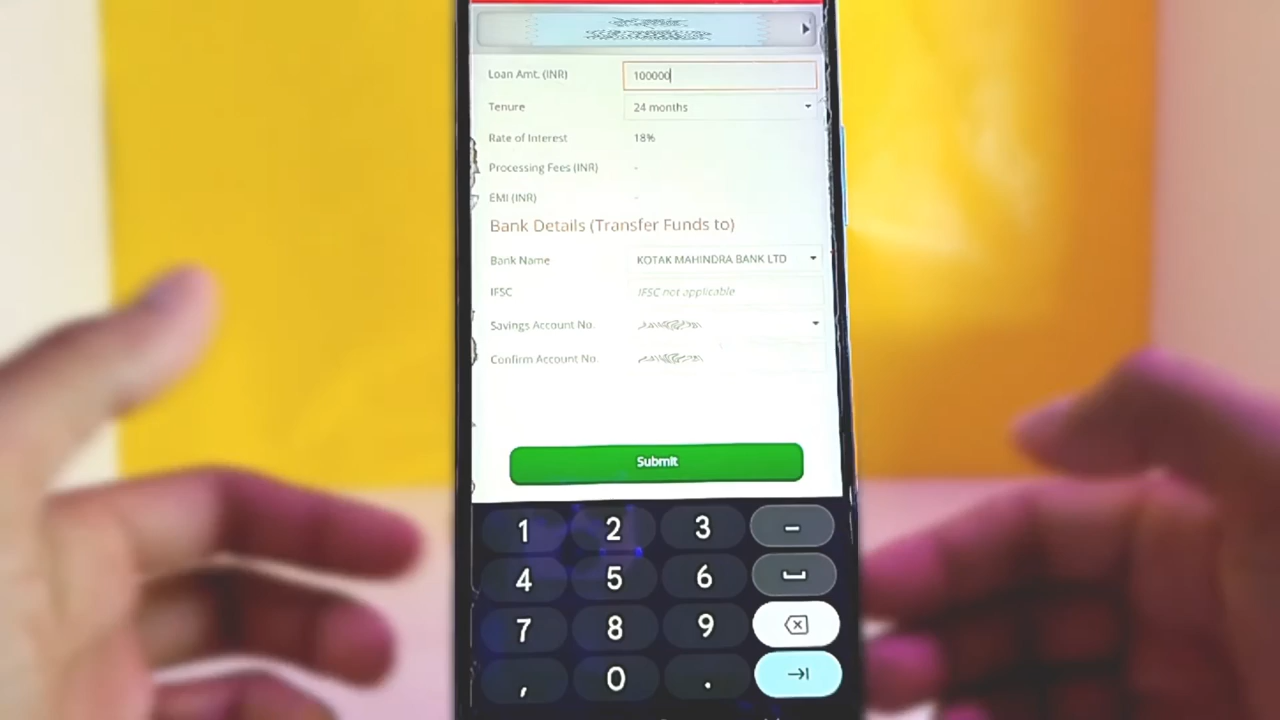 Loan Amt. (INR) 100000
Tenure 24 months
Rate of Interest 18%
Processing Fees (INR) -
EMI (INR) -
Bank Details (Transfer Funds to)
Bank Name KOTAK MAHINDRA BANK LTD
IFSC IFSC not applicable
Savings Account No.
Confirm Account No.
Submit
1 2 3 -
4 5 6
7 8 9
, 0 .